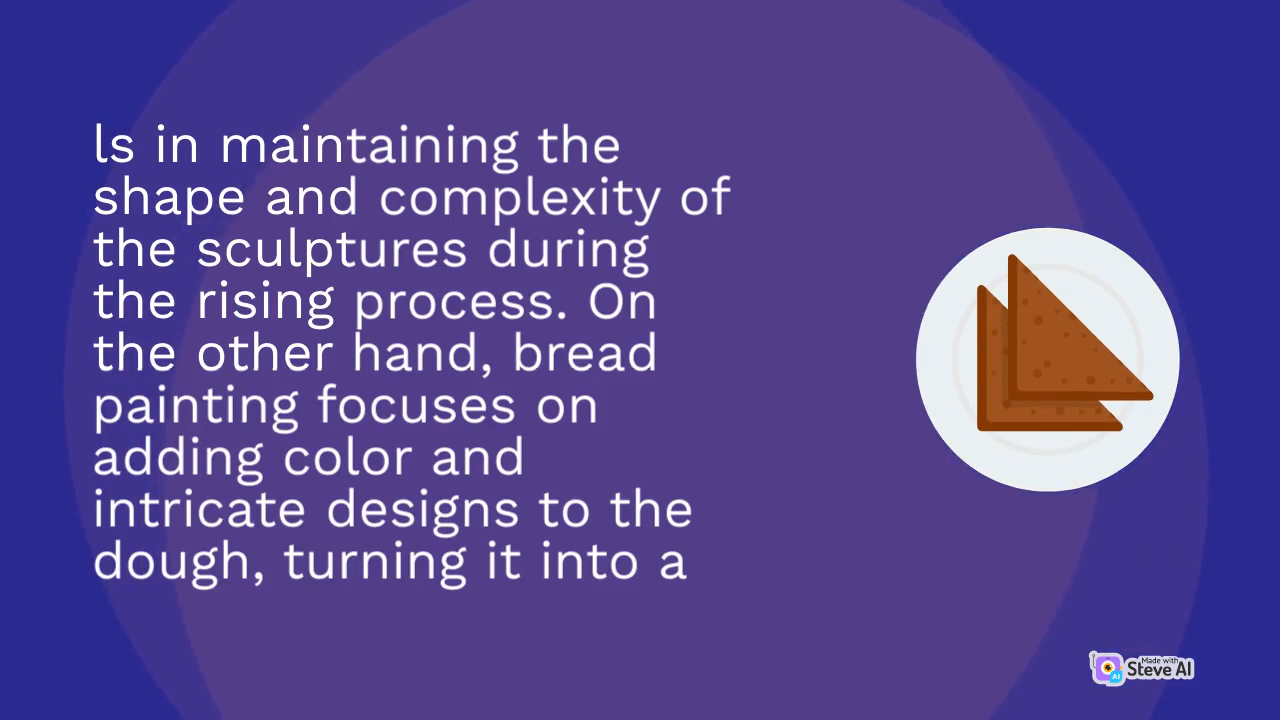 ls in maintaining the
shape and complexity of
the sculptures during
the rising process. On
the other hand, bread
painting focuses on
adding color and
intricate designs to the
dough, turning it into a
Made with
Steve AI
AI